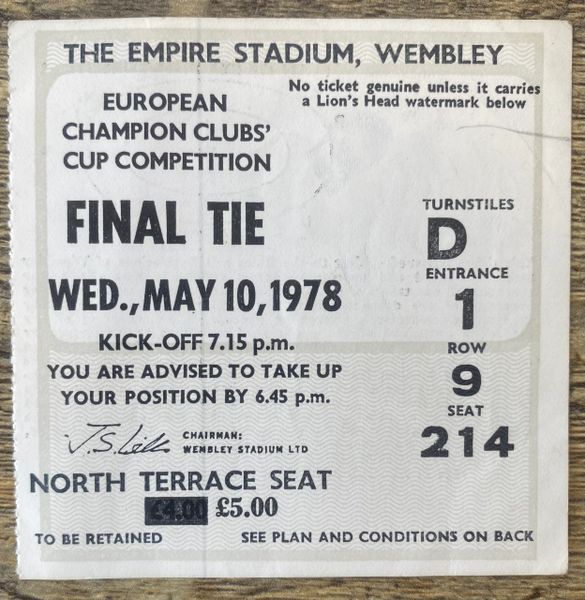 THE EMPIRE STADIUM, WEMBLEY
No ticket genuine unless it carries
a Lion's Head watermark below
EUROPEAN
CHAMPION CLUBS'
CUP COMPETITION
FINAL TIE
WED., MAY 10, 1978
KICK-OFF 7.15 p.m.
YOU ARE ADVISED TO TAKE UP
YOUR POSITION BY 6.45 p.m.
TURNSTILES
D
ENTRANCE
1
ROW
9
SEAT
214
CHAIRMAN:
WEMBLEY STADIUM LTD
NORTH TERRACE SEAT
£4.00 £5.00
TO BE RETAINED
SEE PLAN AND CONDITIONS ON BACK